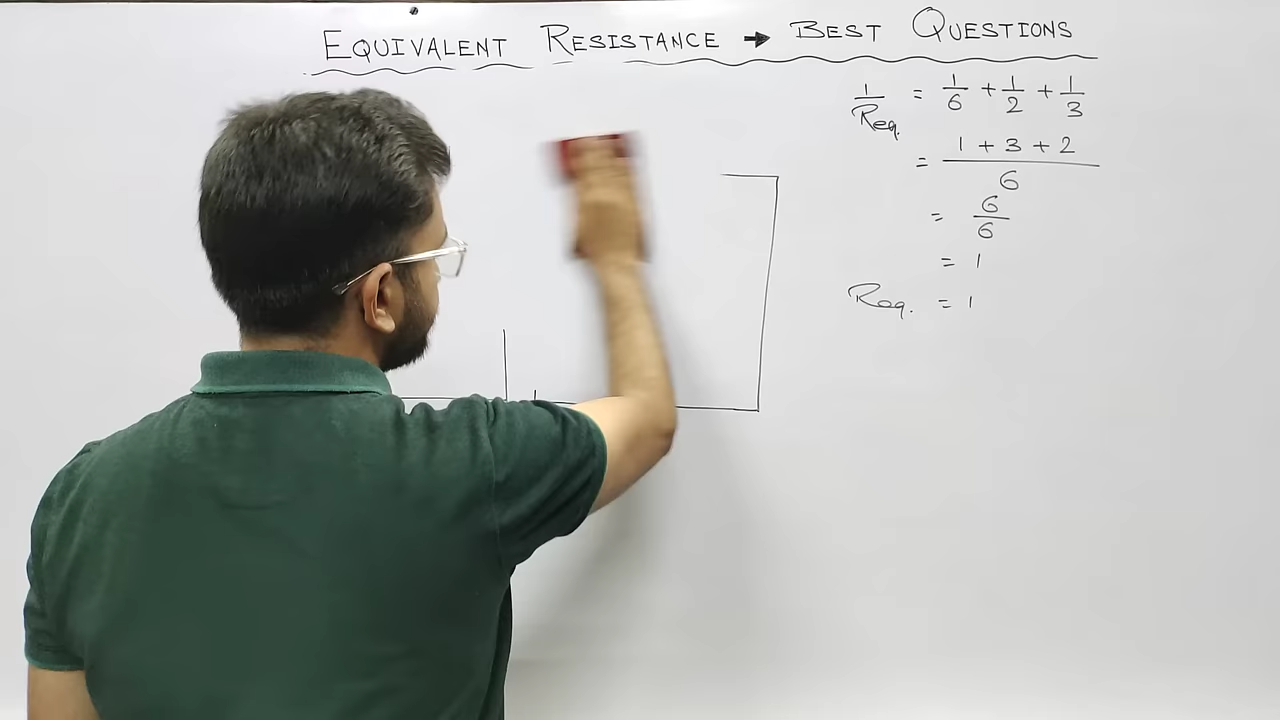 EQUIVALENT RESISTANCE → BEST QUESTIONS
1/Req. = 1/6 + 1/2 + 1/3
= (1 + 3 + 2)/6
= 6/6
= 1
Req. = 1